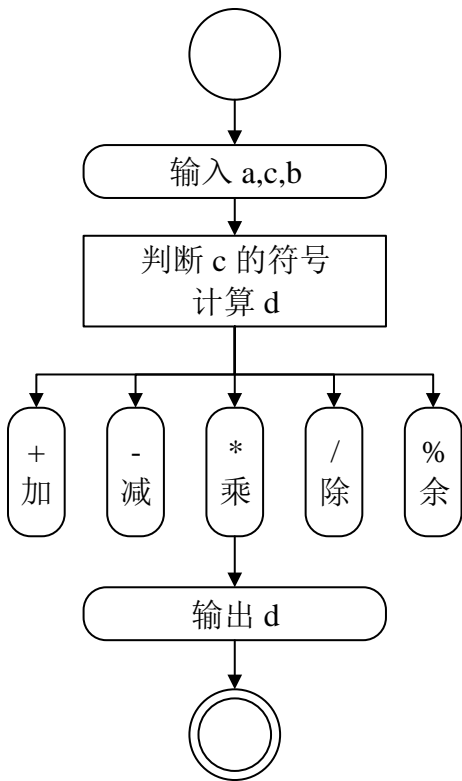 输入 a,c,b
判断 c 的符号
计算 d
+
加
-
减
*
乘
/
除
%
余
输出 d